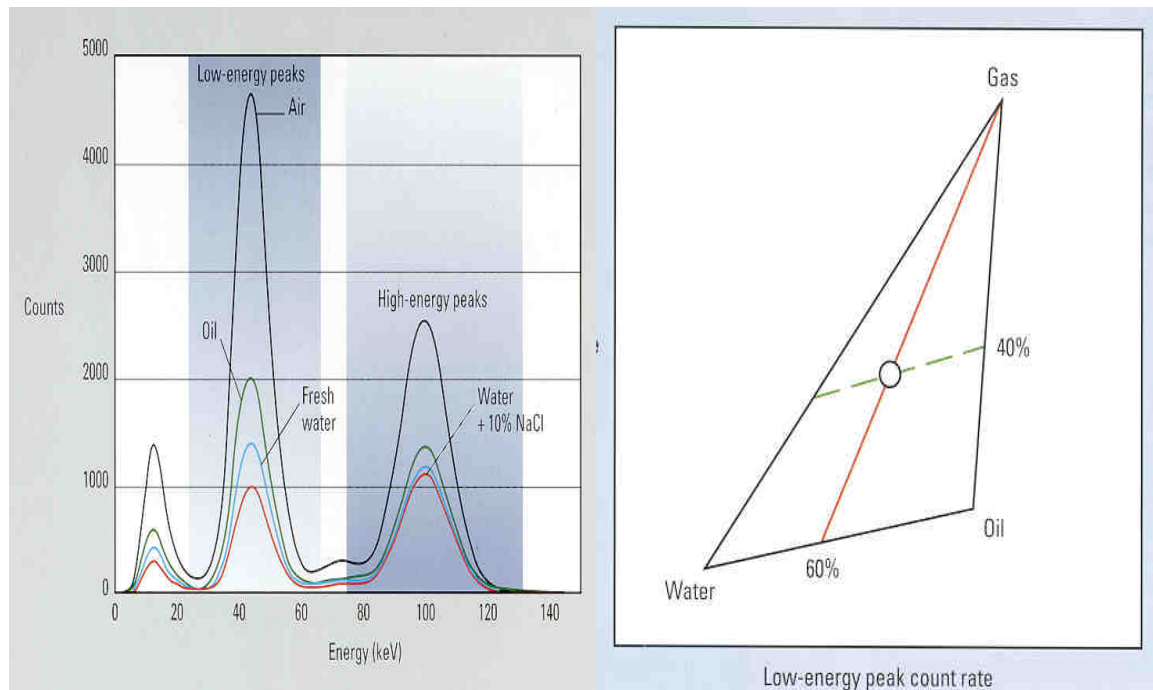 5000
Low-energy peaks
Air
4000
3000
Counts
High-energy peaks
Oil
2000
Fresh
water
Water
+ 10% NaCl
1000
0
0 20 40 60 80 100 120 140
Energy (keV)
Gas
40%
Oil
60%
Water
Low-energy peak count rate